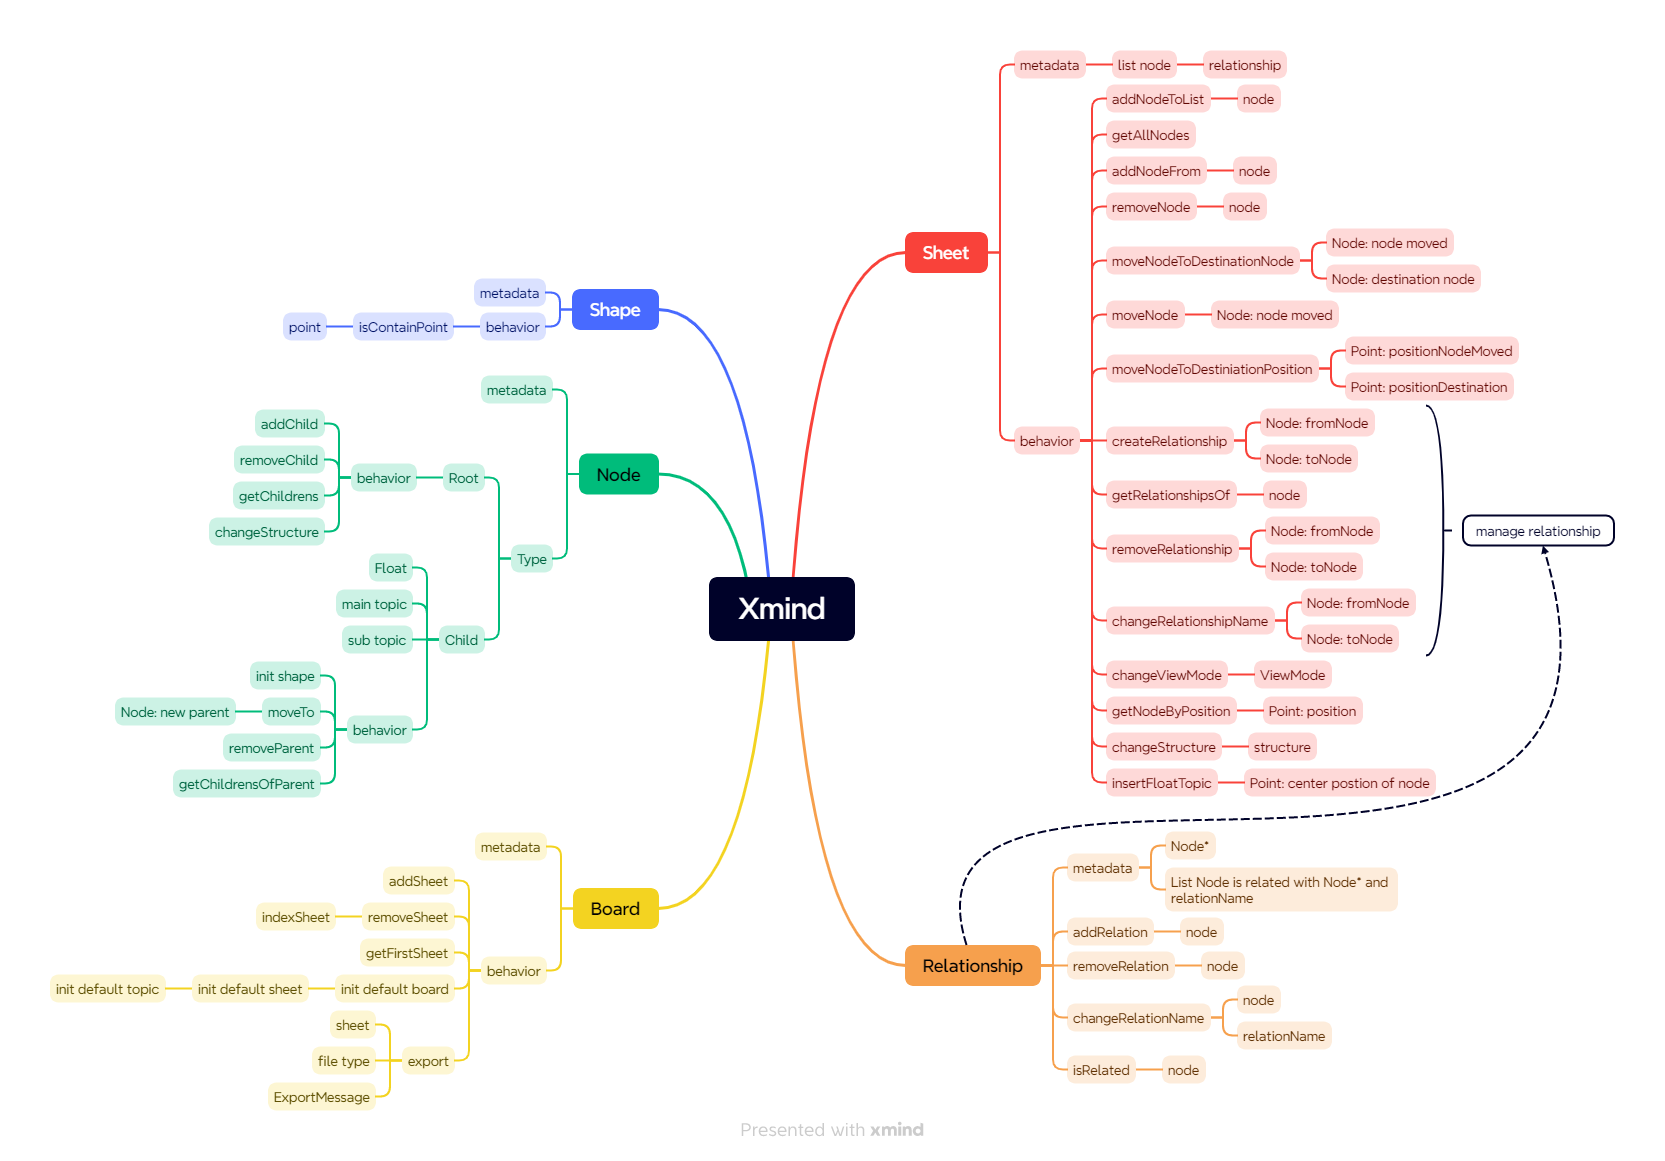 Xmind
Sheet
metadata
list node
relationship
behavior
addNodeToList
node
getAllNodes
addNodeFrom
node
removeNode
node
moveNodeToDestinationNode
Node: node moved
Node: destination node
moveNode
Node: node moved
moveNodeToDestiniationPosition
Point: positionNodeMoved
Point: positionDestination
createRelationship
Node: fromNode
Node: toNode
getRelationshipsOf
node
removeRelationship
Node: fromNode
Node: toNode
changeRelationshipName
Node: fromNode
Node: toNode
manage relationship
changeViewMode
ViewMode
getNodeByPosition
Point: position
changeStructure
structure
insertFloatTopic
Point: center postion of node
Relationship
metadata
Node*
List Node is related with Node* and
relationName
addRelation
node
removeRelation
node
changeRelationName
node
relationName
isRelated
node
Shape
metadata
behavior
isContainPoint
point
Node
metadata
Type
Root
behavior
addChild
removeChild
getChildrens
changeStructure
Child
Float
main topic
sub topic
behavior
init shape
moveTo
Node: new parent
removeParent
getChildrensOfParent
Board
metadata
behavior
addSheet
removeSheet
indexSheet
getFirstSheet
init default board
init default sheet
init default topic
export
sheet
file type
ExportMessage
Presented with xmind